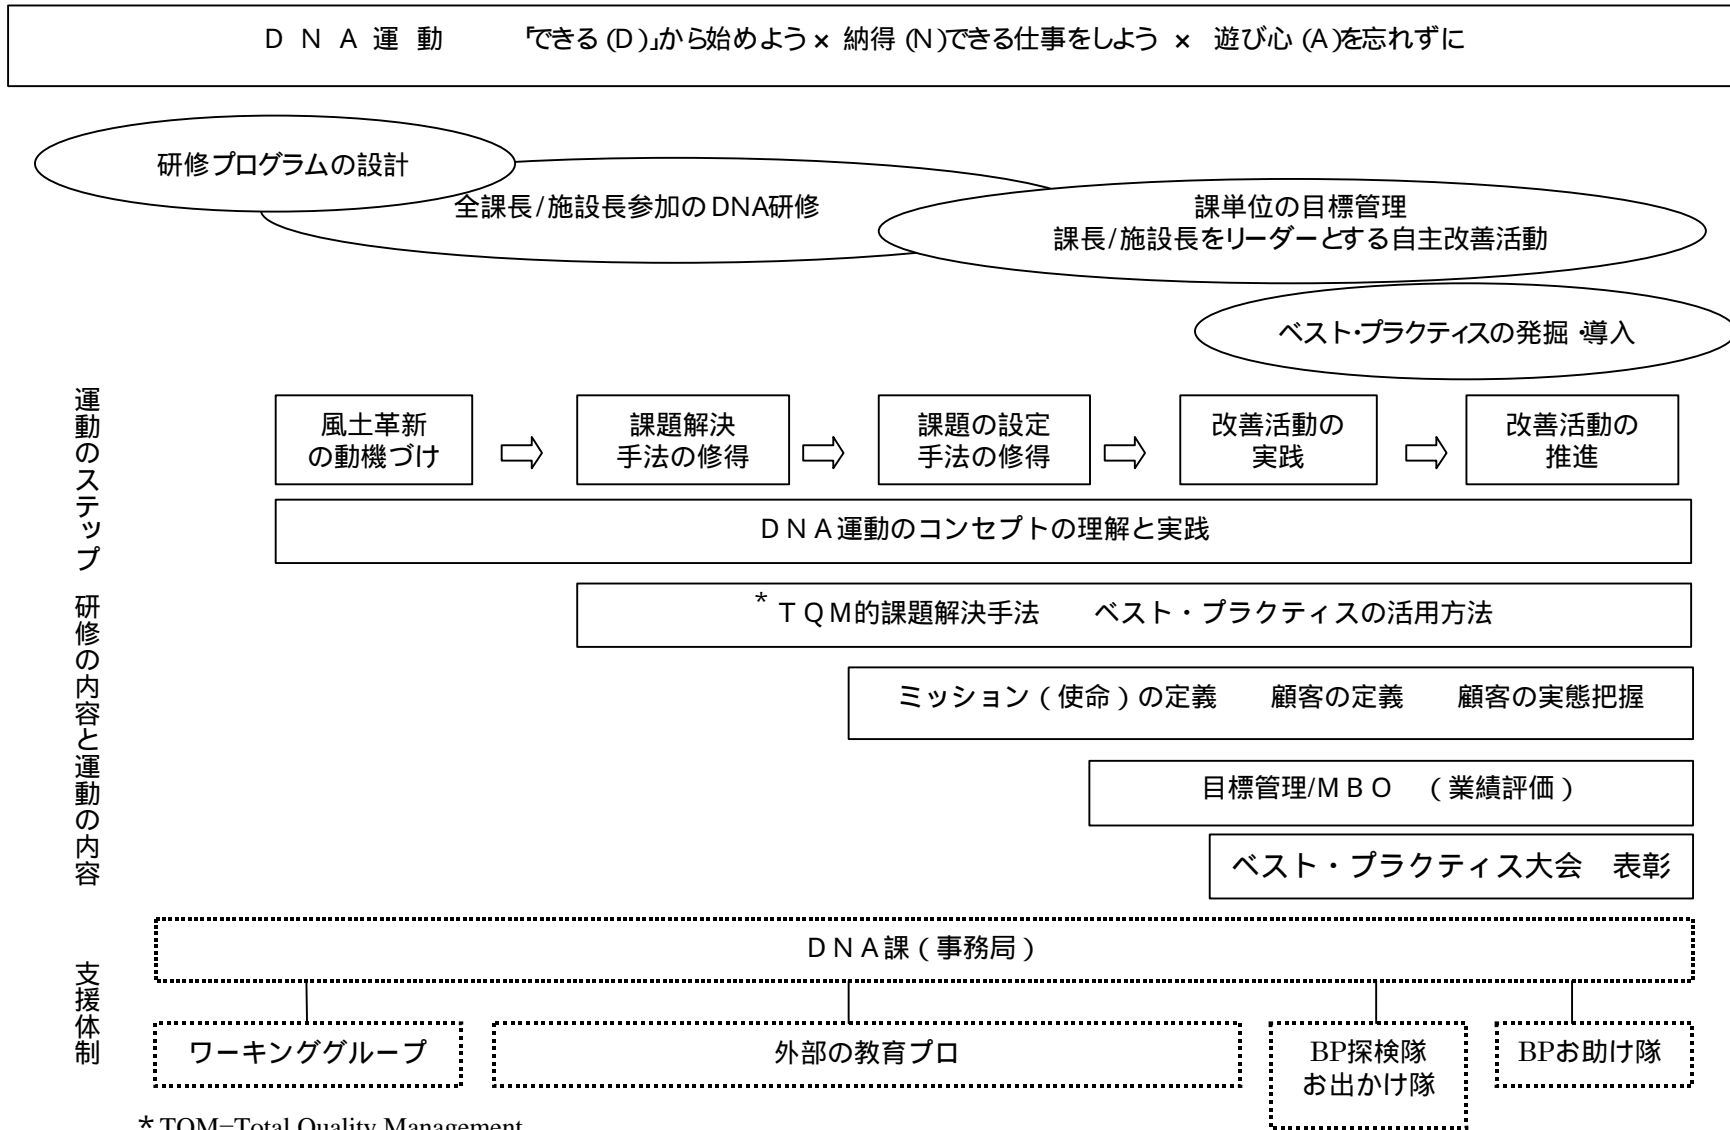 DNA運動 「できる(D)」から始めよう × 納得(N)できる仕事をしよう × 遊び心(A)を忘れずに
研修プログラムの設計
全課長/施設長参加のDNA研修
課単位の目標管理
課長/施設長をリーダーとする自主改善活動
ベスト・プラクティスの発掘・導入
運動のステップ
風土革新
の動機づけ
課題解決
手法の修得
課題の設定
手法の修得
改善活動の
実践
改善活動の
推進
研修の内容と運動の内容
DNA運動のコンセプトの理解と実践
* TQM的課題解決手法 ベスト・プラクティスの活用方法
ミッション(使命)の定義 顧客の定義 顧客の実態把握
目標管理/MBO (業績評価)
ベスト・プラクティス大会 表彰
支援体制
DNA課(事務局)
ワーキンググループ
外部の教育プロ
BP探検隊
お出かけ隊
BPお助け隊
* TQM=Total Quality Management